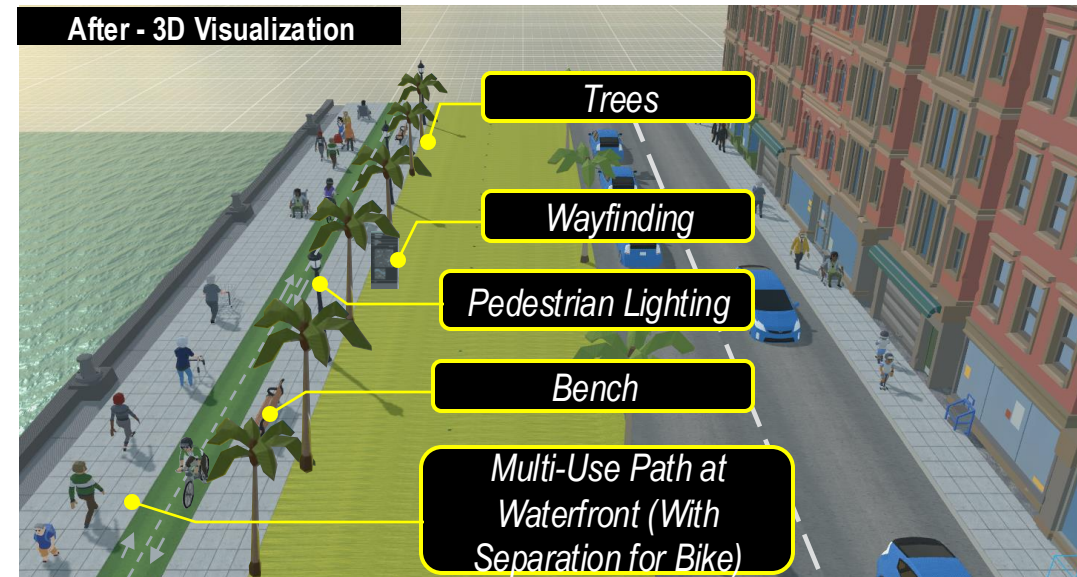 After - 3D Visualization
Trees
Wayfinding
Pedestrian Lighting
Bench
Multi-Use Path at
Waterfront (With
Separation for Bike)